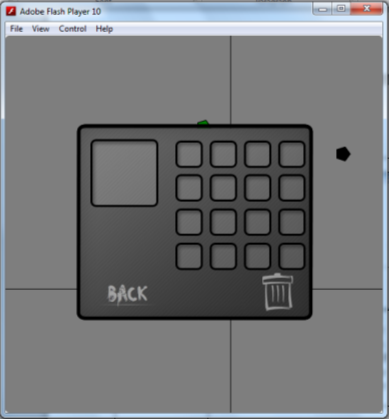 Adobe Flash Player 10
File View Control Help
BACK